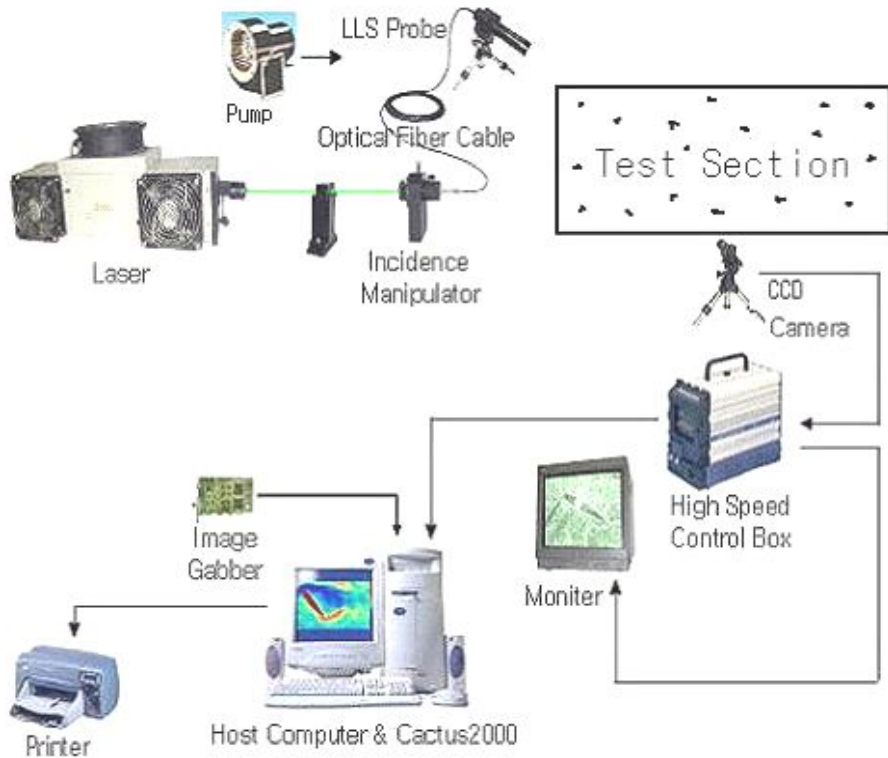 LLS Probe
Pump
Optical Fiber Cable
Test Section
Laser
Incidence
Manipulator
CCD
Camera
High Speed
Control Box
Image
Gabber
Moniter
Host Computer & Cactus2000
Printer